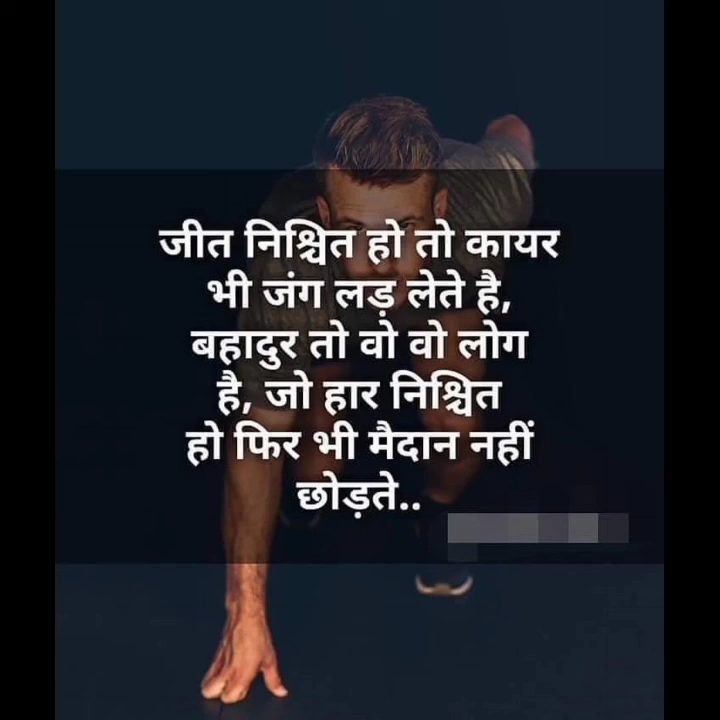 जीत निश्चित हो तो कायर
भी जंग लड़ लेते है,
बहादुर तो वो वो लोग
है, जो हार निश्चित
हो फिर भी मैदान नहीं
छोड़ते..